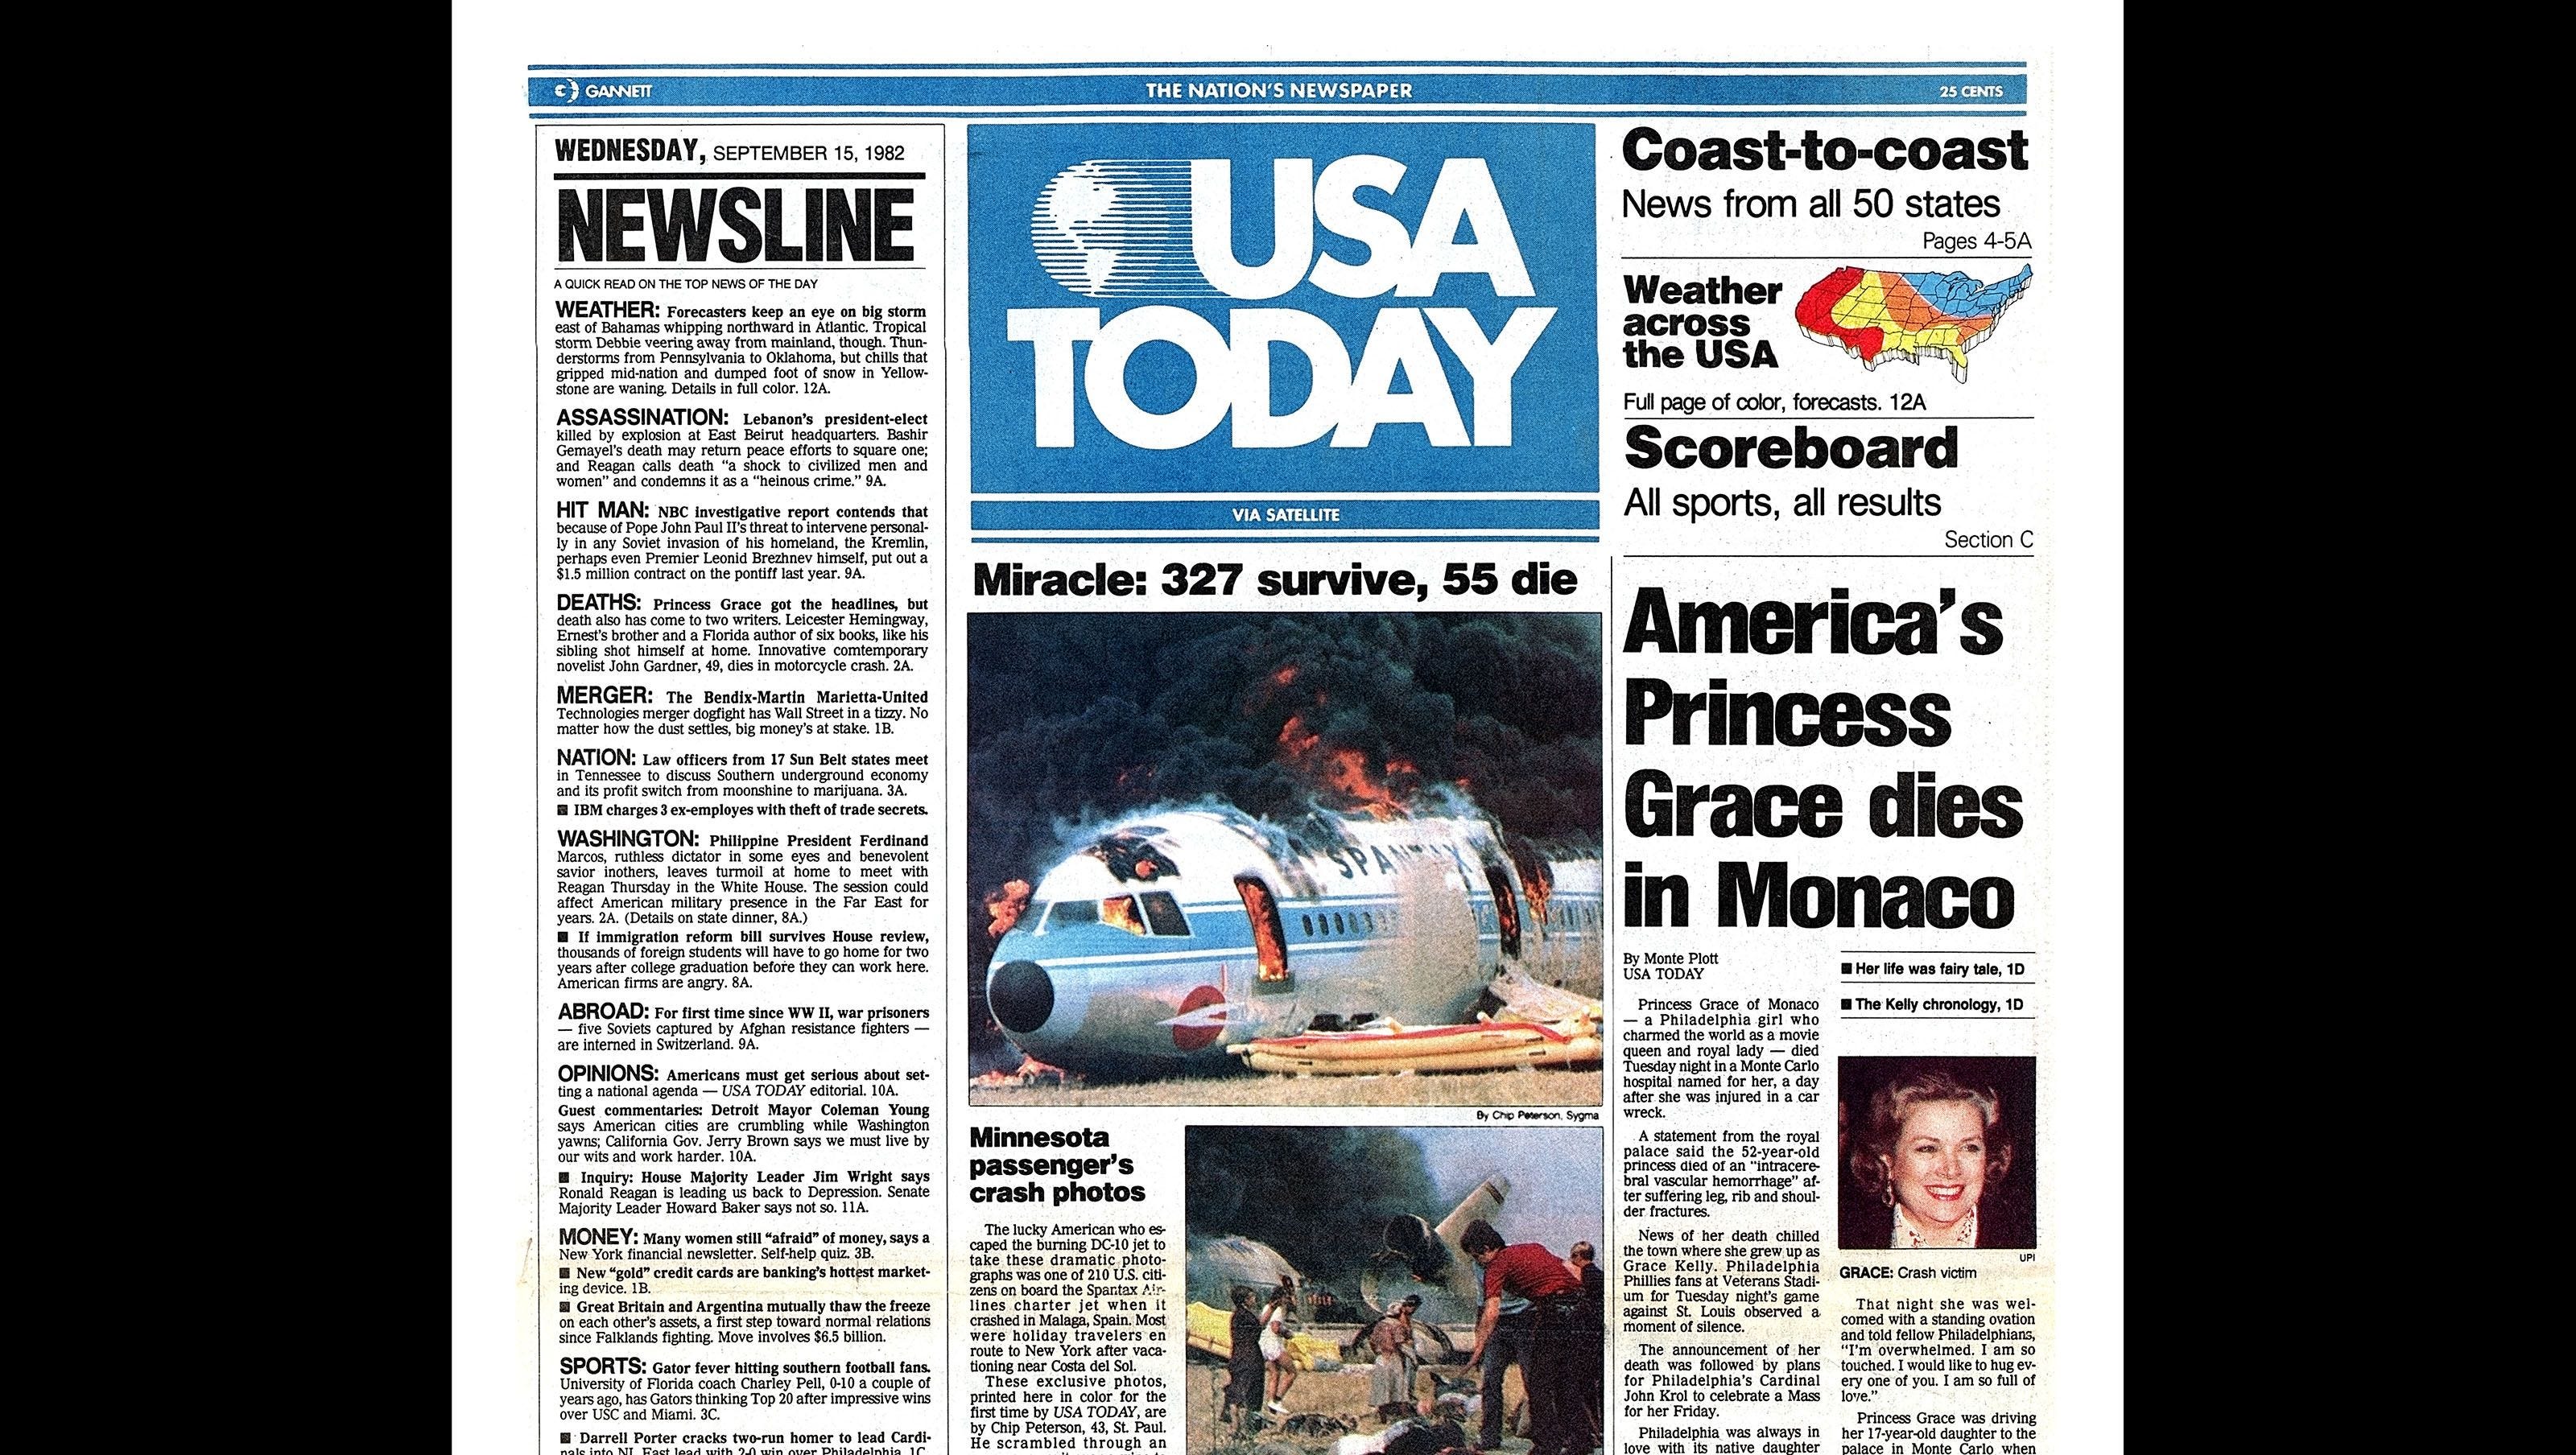 GANNETT
THE NATION'S NEWSPAPER
25 CENTS
WEDNESDAY, SEPTEMBER 15, 1982
NEWSLINE
A QUICK READ ON THE TOP NEWS OF THE DAY
WEATHER: Forecasters keep an eye on big storm
east of Bahamas whipping northward in Atlantic. Tropical
storm Debbie veering away from mainland, though. Thun-
derstorms from Pennsylvania to Oklahoma, but chills that
gripped mid-nation and dumped foot of snow in Yellow-
stone are waning. Details in full color. 12A.
ASSASSINATION: Lebanon's president-elect
killed by explosion at East Beirut headquarters. Bashir
Gemayel's death may return peace efforts to square one;
and Reagan calls death "a shock to civilized men and
women" and condemns it as a "heinous crime." 9A.
HIT MAN: NBC investigative report contends that
because of Pope John Paul II's threat to intervene personal-
ly in any Soviet invasion of his homeland, the Kremlin,
perhaps even Premier Leonid Brezhnev himself, put out a
$1.5 million contract on the pontiff last year. 9A.
DEATHS: Princess Grace got the headlines, but
death also has come to two writers. Leicester Hemingway,
Ernest's brother and a Florida author of six books, like his
sibling shot himself at home. Innovative comtemporary
novelist John Gardner, 49, dies in motorcycle crash. 2A.
MERGER: The Bendix-Martin Marietta-United
Technologies merger dogfight has Wall Street in a tizzy. No
matter how the dust settles, big money's at stake. 1B.
NATION: Law officers from 17 Sun Belt states meet
in Tennessee to discuss Southern underground economy
and its profit switch from moonshine to marijuana. 3A.
■ IBM charges 3 ex-employes with theft of trade secrets.
WASHINGTON: Philippine President Ferdinand
Marcos, ruthless dictator in some eyes and benevolent
savior inothers, leaves turmoil at home to meet with
Reagan Thursday in the White House. The session could
affect American military presence in the Far East for
years. 2A. (Details on state dinner, 8A.)
■ If immigration reform bill survives House review,
thousands of foreign students will have to go home for two
years after college graduation before they can work here.
American firms are angry. 8A.
ABROAD: For first time since WW II, war prisoners
— five Soviets captured by Afghan resistance fighters —
are interned in Switzerland. 9A.
OPINIONS: Americans must get serious about set-
ting a national agenda — USA TODAY editorial. 10A.
Guest commentaries: Detroit Mayor Coleman Young
says American cities are crumbling while Washington
yawns; California Gov. Jerry Brown says we must live by
our wits and work harder. 10A.
■ Inquiry: House Majority Leader Jim Wright says
Ronald Reagan is leading us back to Depression. Senate
Majority Leader Howard Baker says not so. 11A.
MONEY: Many women still "afraid" of money, says a
New York financial newsletter. Self-help quiz. 3B.
■ New "gold" credit cards are banking's hottest market-
ing device. 1B.
■ Great Britain and Argentina mutually thaw the freeze
on each other's assets, a first step toward normal relations
since Falklands fighting. Move involves $6.5 billion.
SPORTS: Gator fever hitting southern football fans.
University of Florida coach Charley Pell, 0-10 a couple of
years ago, has Gators thinking Top 20 after impressive wins
over USC and Miami. 3C.
■ Darrell Porter cracks two-run homer to lead Cardi-
nals into NL East lead with 2-0 win over Philadelphia. 1C.
USA
TODAY
VIA SATELLITE
Miracle: 327 survive, 55 die
SPANTAX
By Chip Peterson, Sygma
Minnesota
passenger's
crash photos
The lucky American who es-
caped the burning DC-10 jet to
take these dramatic photo-
graphs was one of 210 U.S. citi-
zens on board the Spantax Air-
lines charter jet when it
crashed in Malaga, Spain. Most
were holiday travelers en
route to New York after vaca-
tioning near Costa del Sol.
These exclusive photos,
printed here in color for the
first time by USA TODAY, are
by Chip Peterson, 43, St. Paul.
He scrambled through an
Coast-to-coast
News from all 50 states
Pages 4-5A
Weather
across
the USA
Full page of color, forecasts. 12A
Scoreboard
All sports, all results
Section C
America's
Princess
Grace dies
in Monaco
By Monte Plott
USA TODAY
Princess Grace of Monaco
— a Philadelphia girl who
charmed the world as a movie
queen and royal lady — died
Tuesday night in a Monte Carlo
hospital named for her, a day
after she was injured in a car
wreck.
A statement from the royal
palace said the 52-year-old
princess died of an "intracere-
bral vascular hemorrhage" af-
ter suffering leg, rib and shoul-
der fractures.
News of her death chilled
the town where she grew up as
Grace Kelly. Philadelphia
Phillies fans at Veterans Stadi-
um for Tuesday night's game
against St. Louis observed a
moment of silence.
The announcement of her
death was followed by plans
for Philadelphia's Cardinal
John Krol to celebrate a Mass
for her Friday.
Philadelphia was always in
love with its native daughter
■ Her life was fairy tale, 1D
■ The Kelly chronology, 1D
UPI
GRACE: Crash victim
That night she was wel-
comed with a standing ovation
and told fellow Philadelphians,
"I'm overwhelmed. I am so
touched. I would like to hug ev-
ery one of you. I am so full of
love."
Princess Grace was driving
her 17-year-old daughter to the
palace in Monte Carlo when